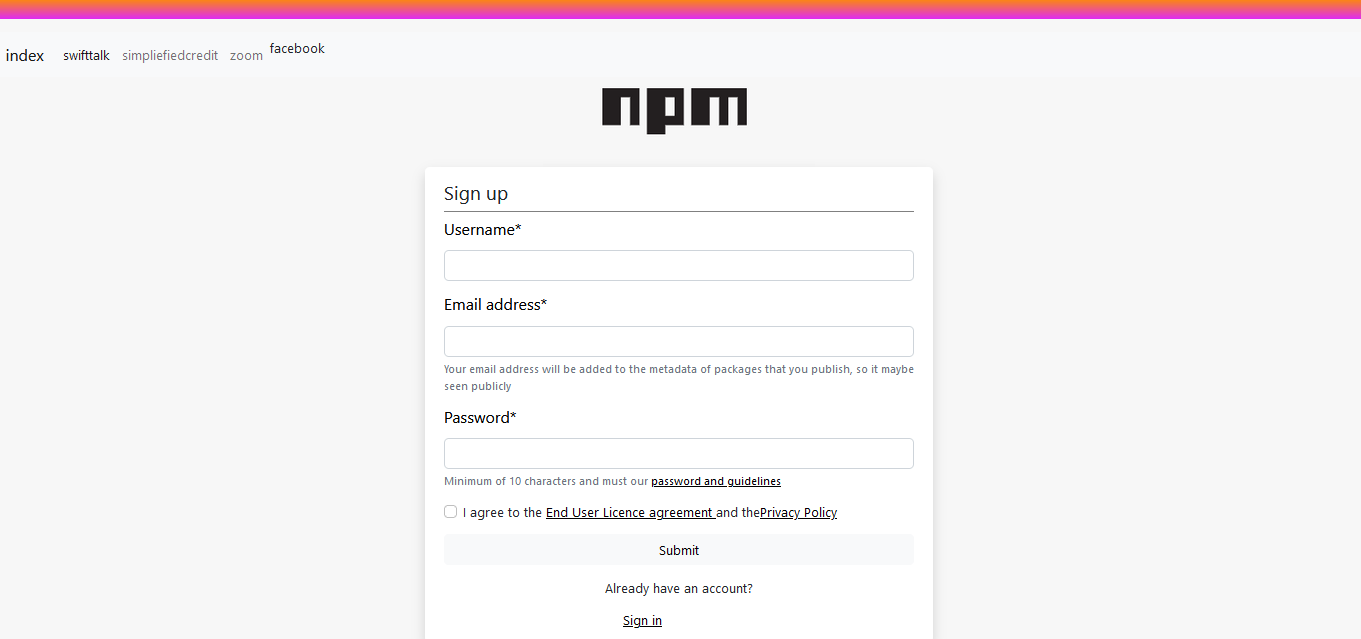 index swifttalk simpliefiedcredit zoom facebook
npm
Sign up
Username*
Email address*
Your email address will be added to the metadata of packages that you publish, so it maybe
seen publicly
Password*
Minimum of 10 characters and must our password and guidelines
I agree to the End User Licence agreement and thePrivacy Policy
Submit
Already have an account?
Sign in